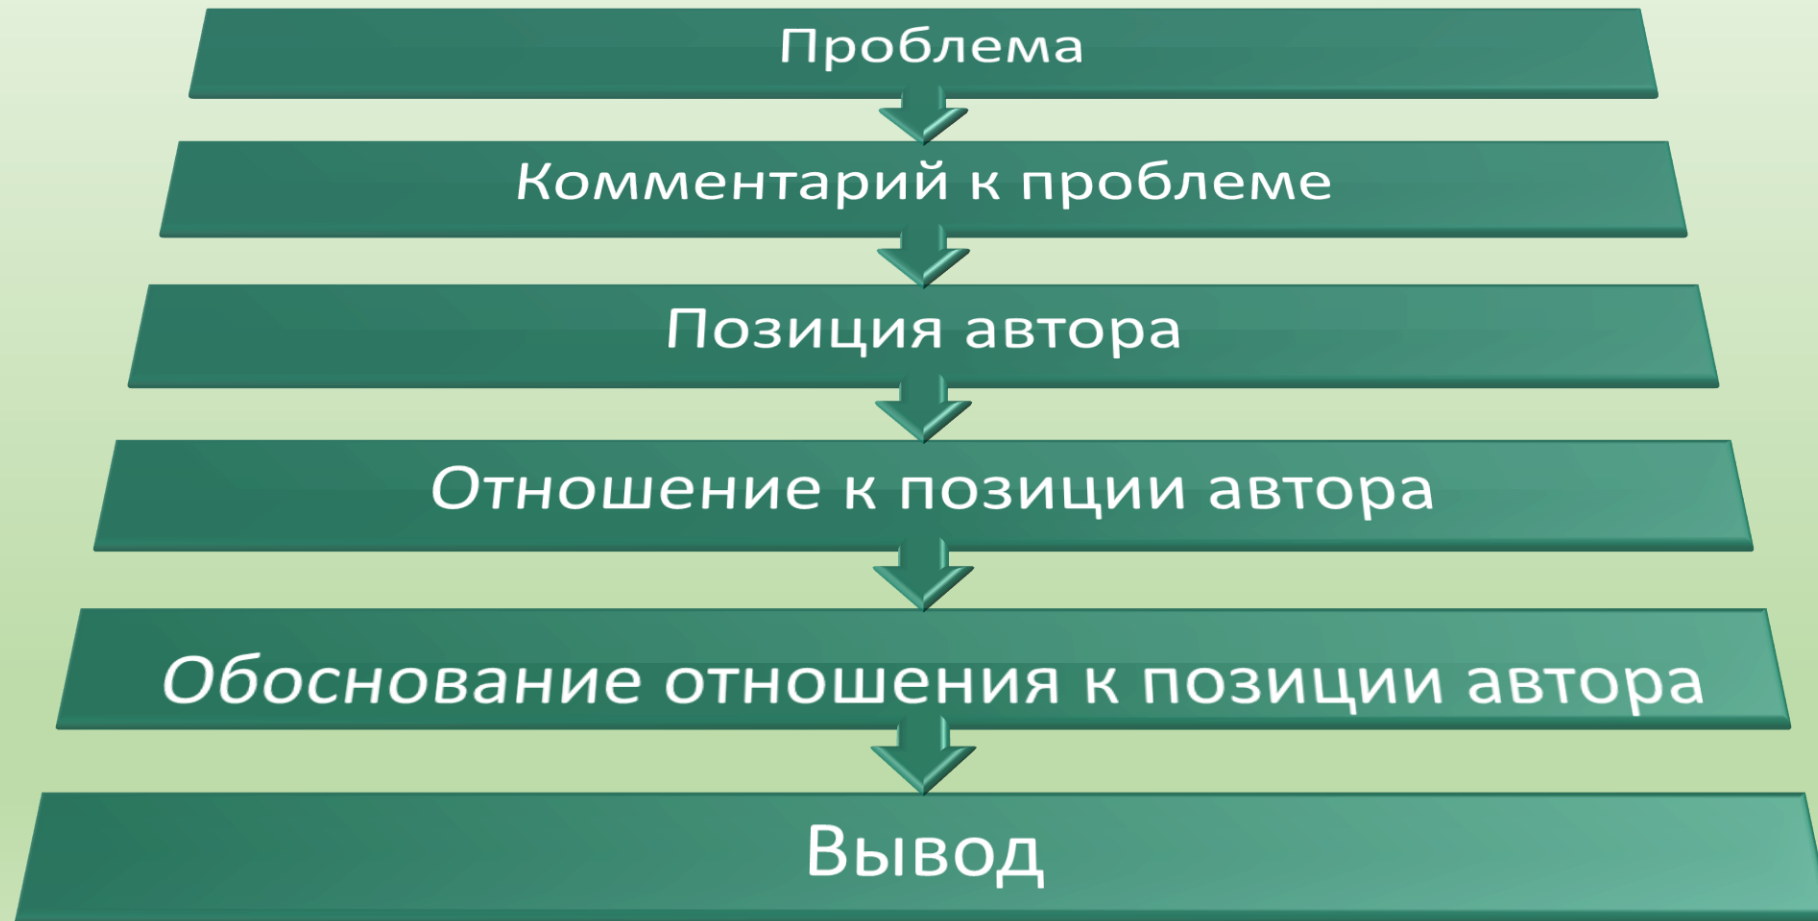 Проблема
Комментарий к проблеме
Позиция автора
Отношение к позиции автора
Обоснование отношения к позиции автора
Вывод